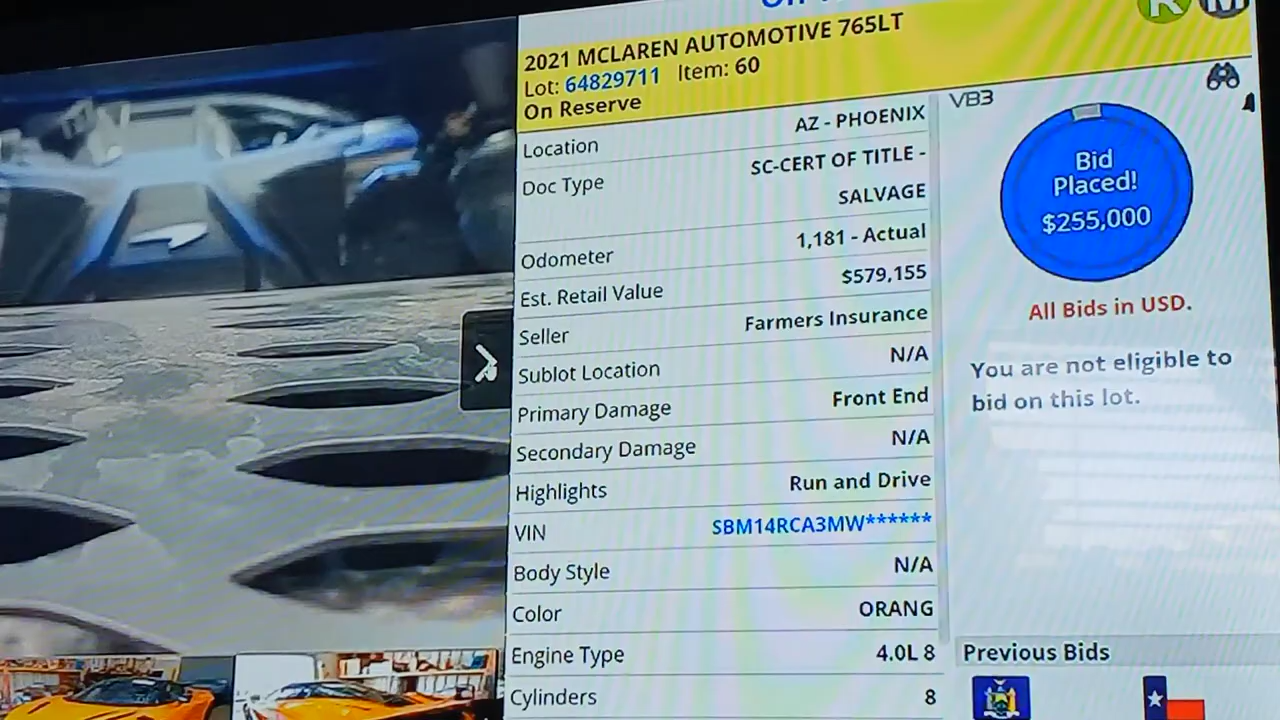 2021 MCLAREN AUTOMOTIVE 765LT
Lot: 64829711 Item: 60
On Reserve
Location AZ - PHOENIX
Doc Type SC-CERT OF TITLE -
SALVAGE
Odometer 1,181 - Actual
Est. Retail Value $579,155
Seller Farmers Insurance
Sublot Location N/A
Primary Damage Front End
Secondary Damage N/A
Highlights Run and Drive
VIN SBM14RCA3MW******
Body Style N/A
Color ORANG
Engine Type 4.0L 8
Cylinders 8
VB3
Bid
Placed!
$255,000
All Bids in USD.
You are not eligible to
bid on this lot.
Previous Bids